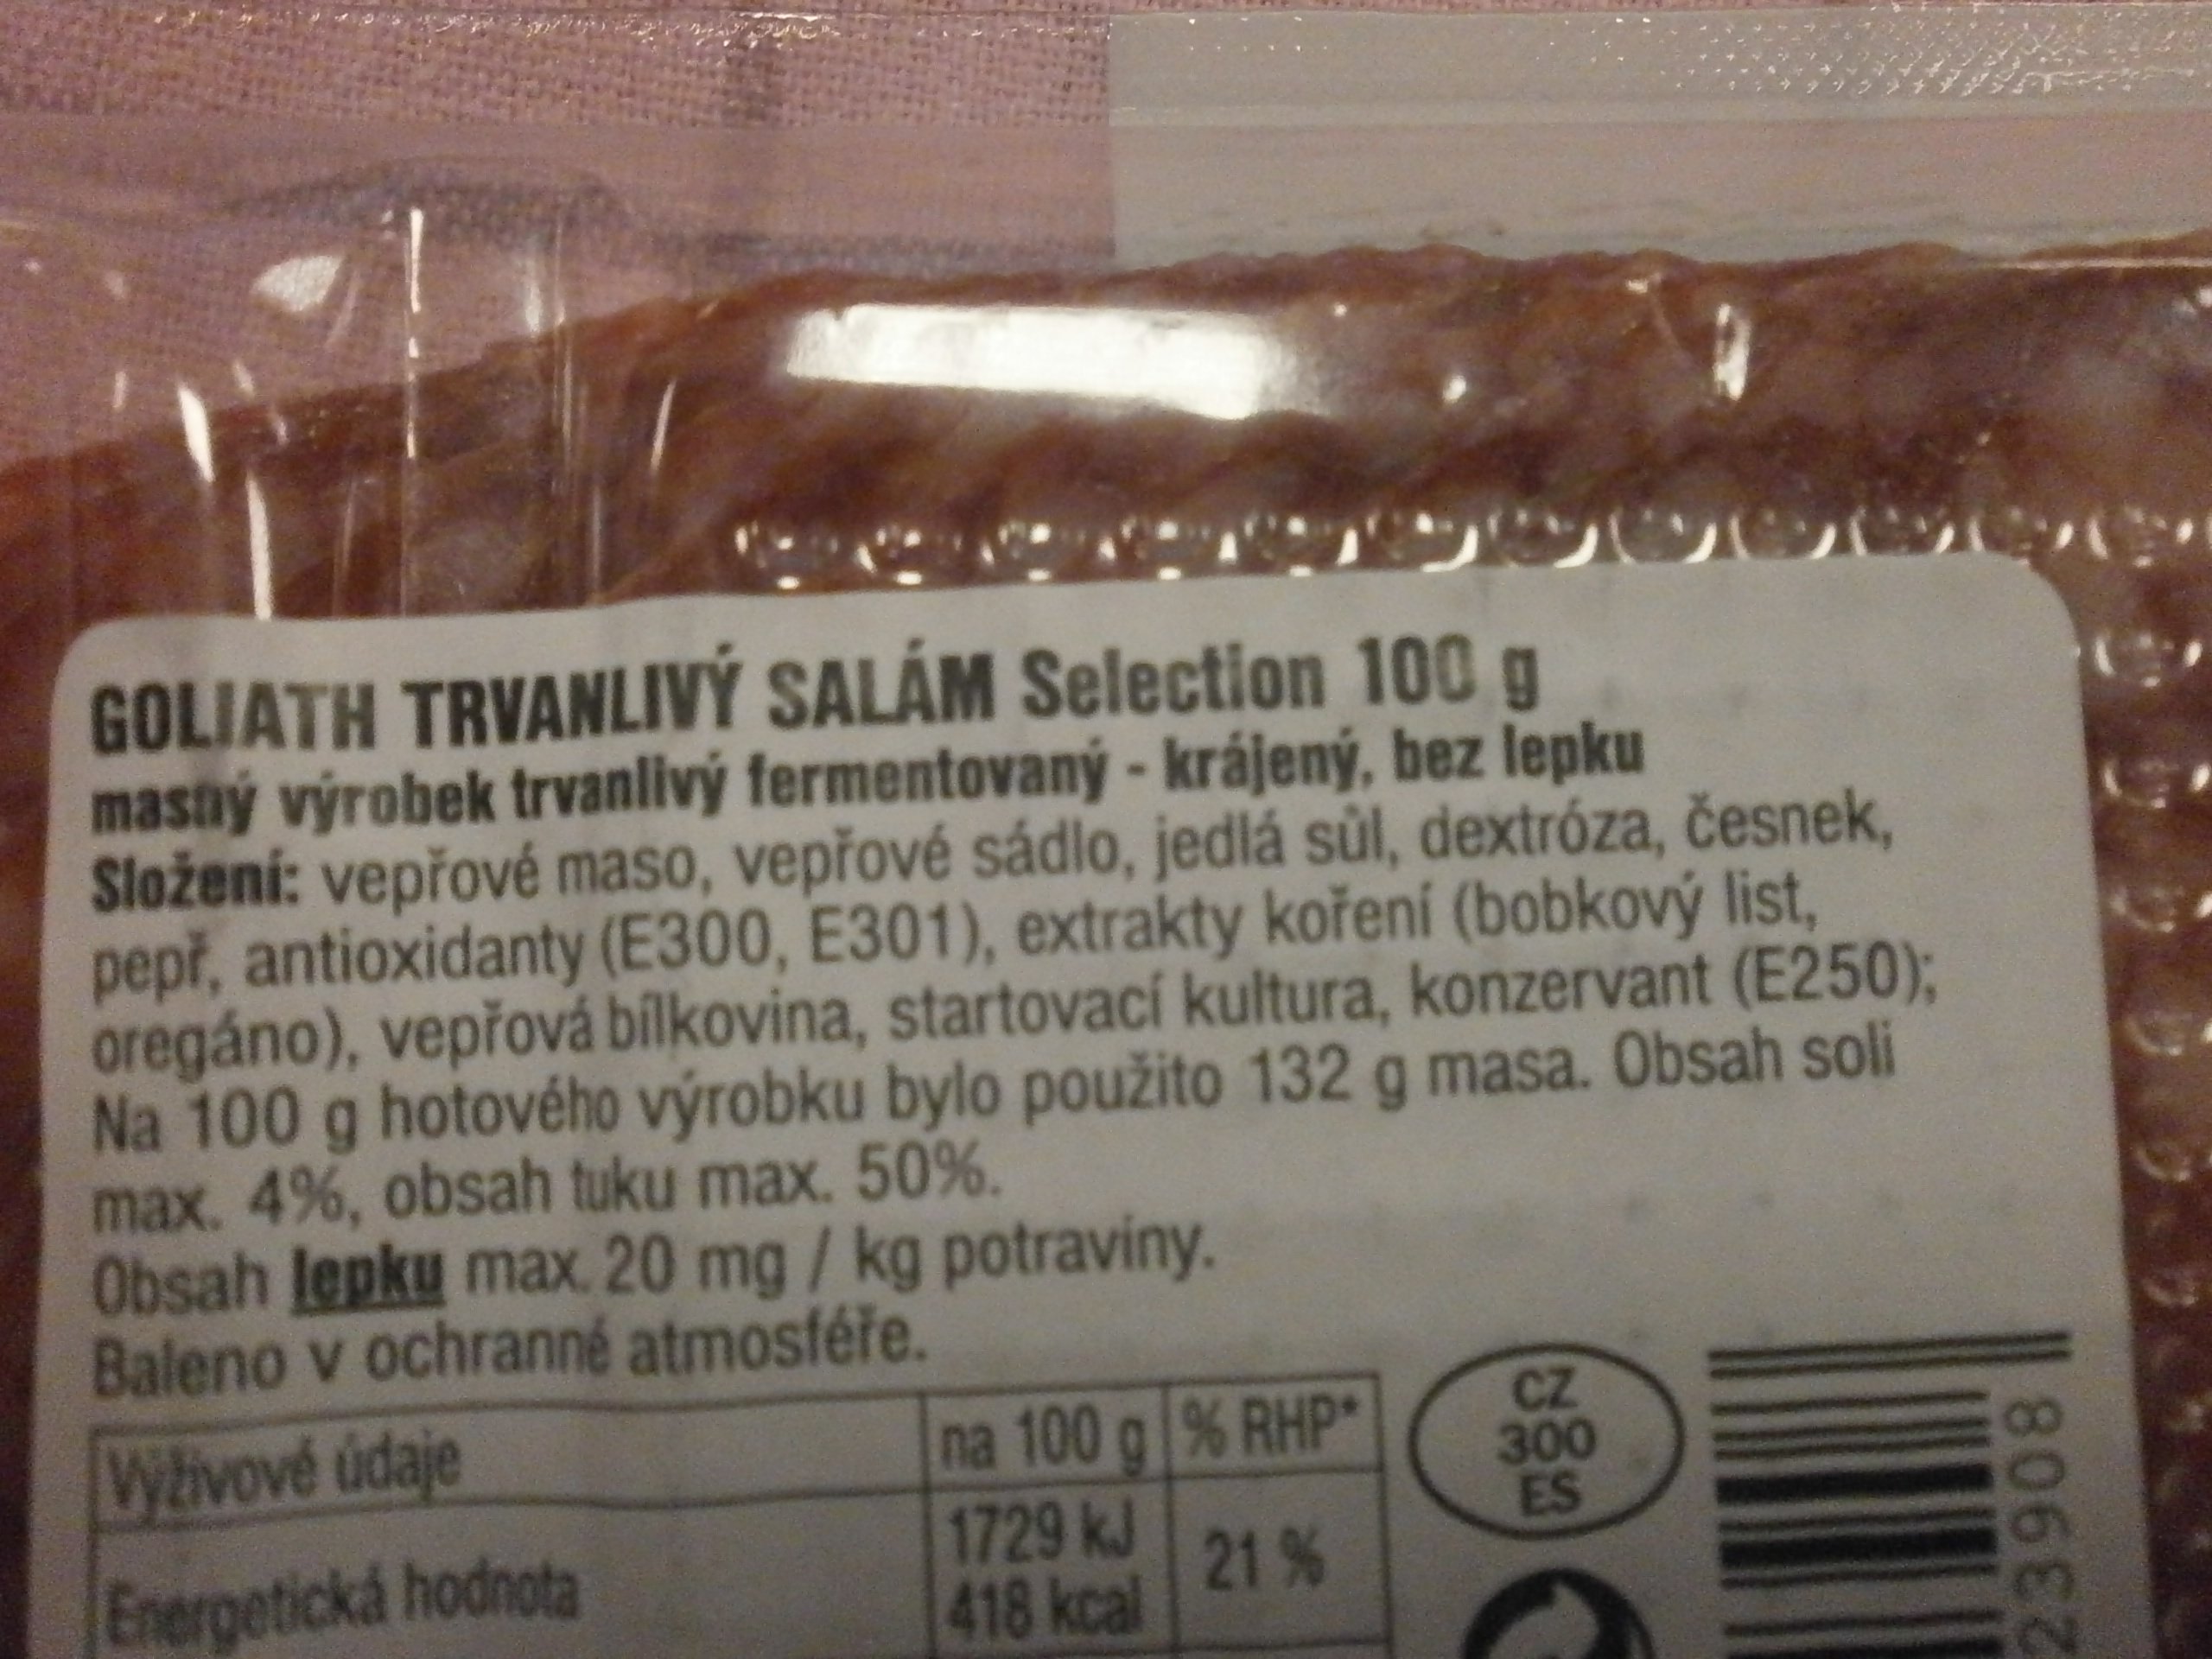 GOLIATH TRVANLIVÝ SALÁM Selection 100 g
masný výrobek trvanlivý fermentovaný - krájený, bez lepku
Složení: vepřové maso, vepřové sádlo, jedlá sůl, dextróza, česnek,
pepř, antioxidanty (E300, E301), extrakty koření (bobkový list,
oregáno), vepřová bílkovina, startovací kultura, konzervant (E250);
Na 100 g hotového výrobku bylo použito 132 g masa. Obsah soli
max. 4%, obsah tuku max. 50%.
Obsah lepku max. 20 mg / kg potraviny.
Baleno v ochranné atmosféře.
Výživové údaje na 100 g % RHP*
Energetická hodnota 1729 kJ 21 %
418 kcal
CZ
300
ES
23908